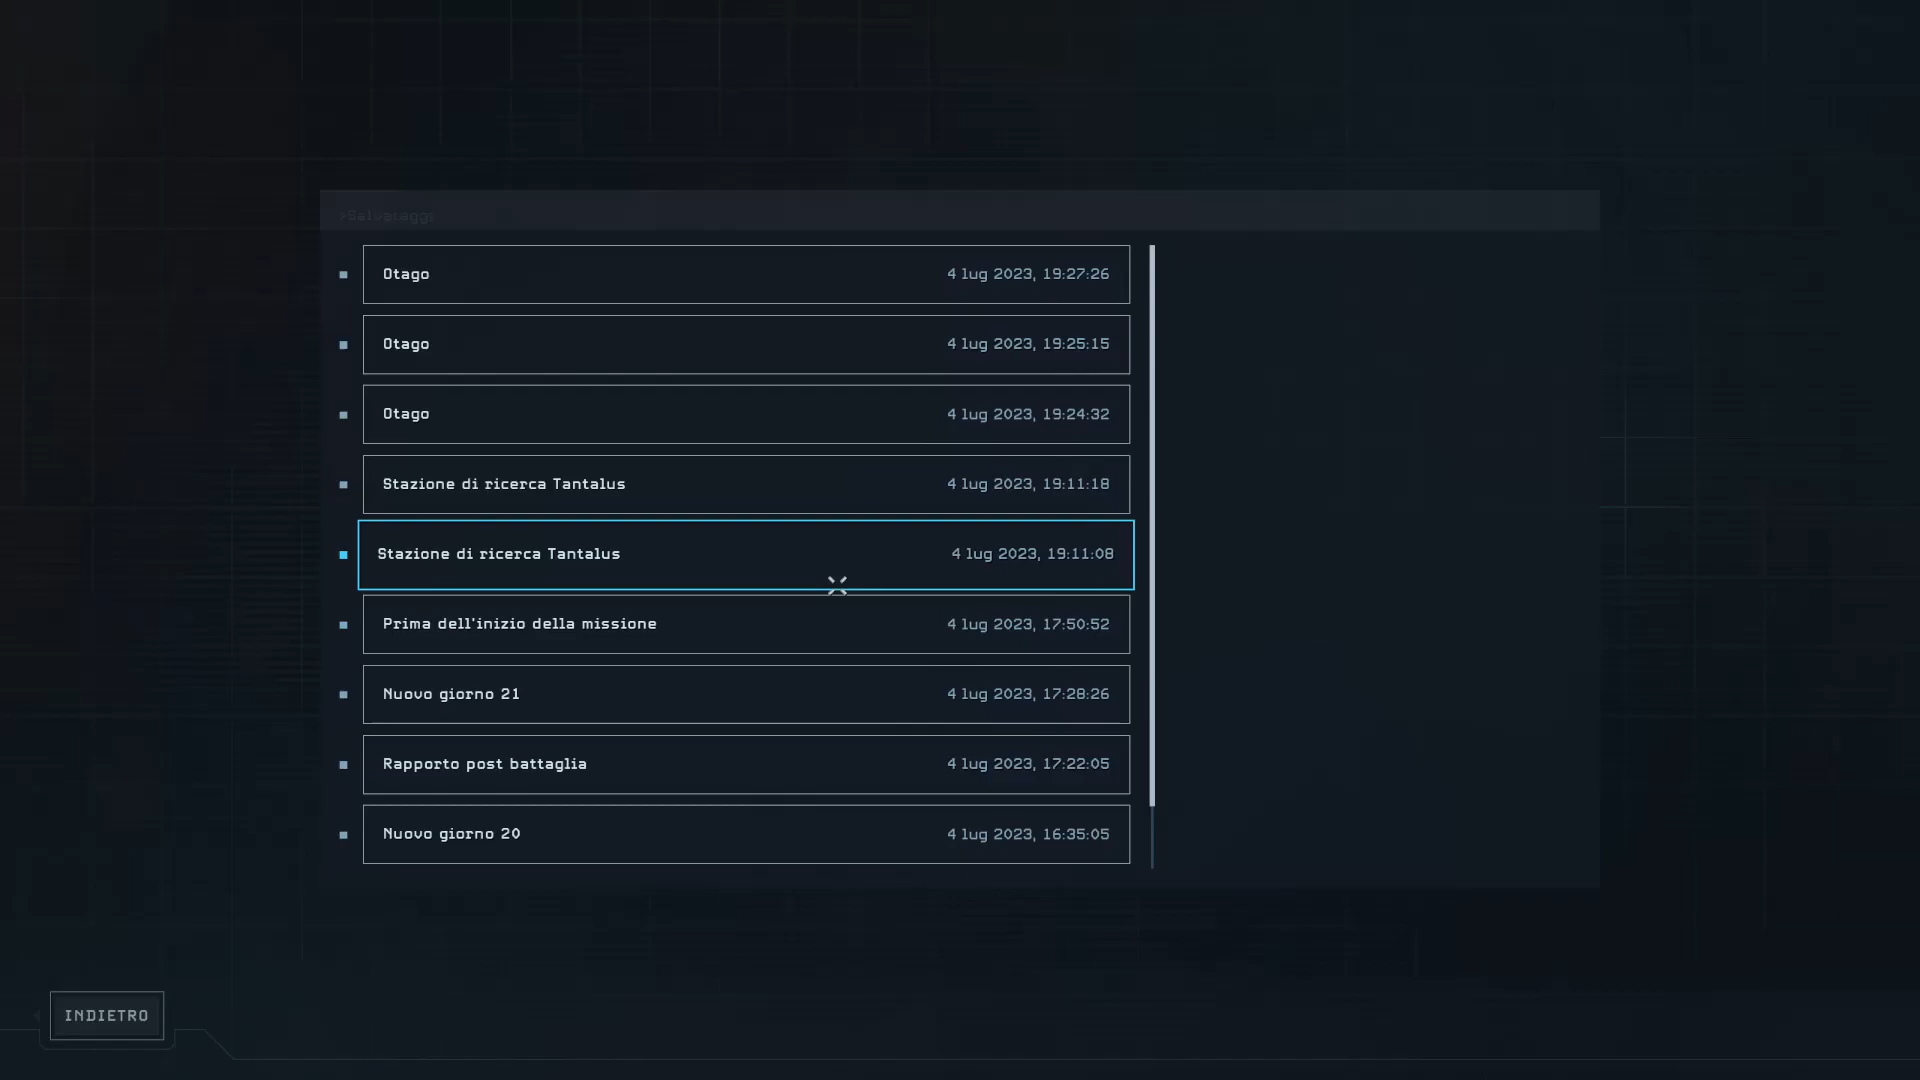 >Salvataggi
Otago 4 lug 2023, 19:27:26
Otago 4 lug 2023, 19:25:15
Otago 4 lug 2023, 19:24:32
Stazione di ricerca Tantalus 4 lug 2023, 19:11:18
Stazione di ricerca Tantalus 4 lug 2023, 19:11:08
Prima dell'inizio della missione 4 lug 2023, 17:50:52
Nuovo giorno 21 4 lug 2023, 17:28:26
Rapporto post battaglia 4 lug 2023, 17:22:05
Nuovo giorno 20 4 lug 2023, 16:35:05
INDIETRO